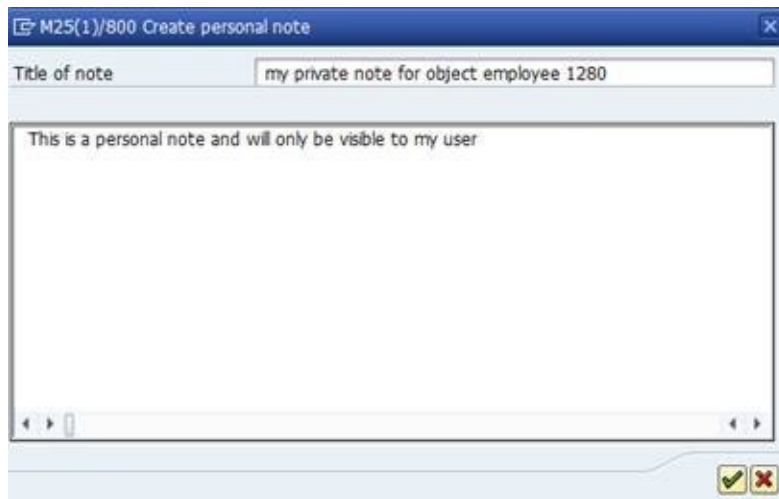 M25(1)/800 Create personal note
Title of note my private note for object employee 1280
This is a personal note and will only be visible to my user